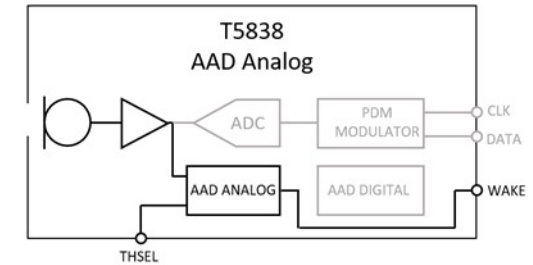 T5838
AAD Analog
ADC
PDM
MODULATOR
CLK
DATA
AAD ANALOG
AAD DIGITAL
WAKE
THSEL